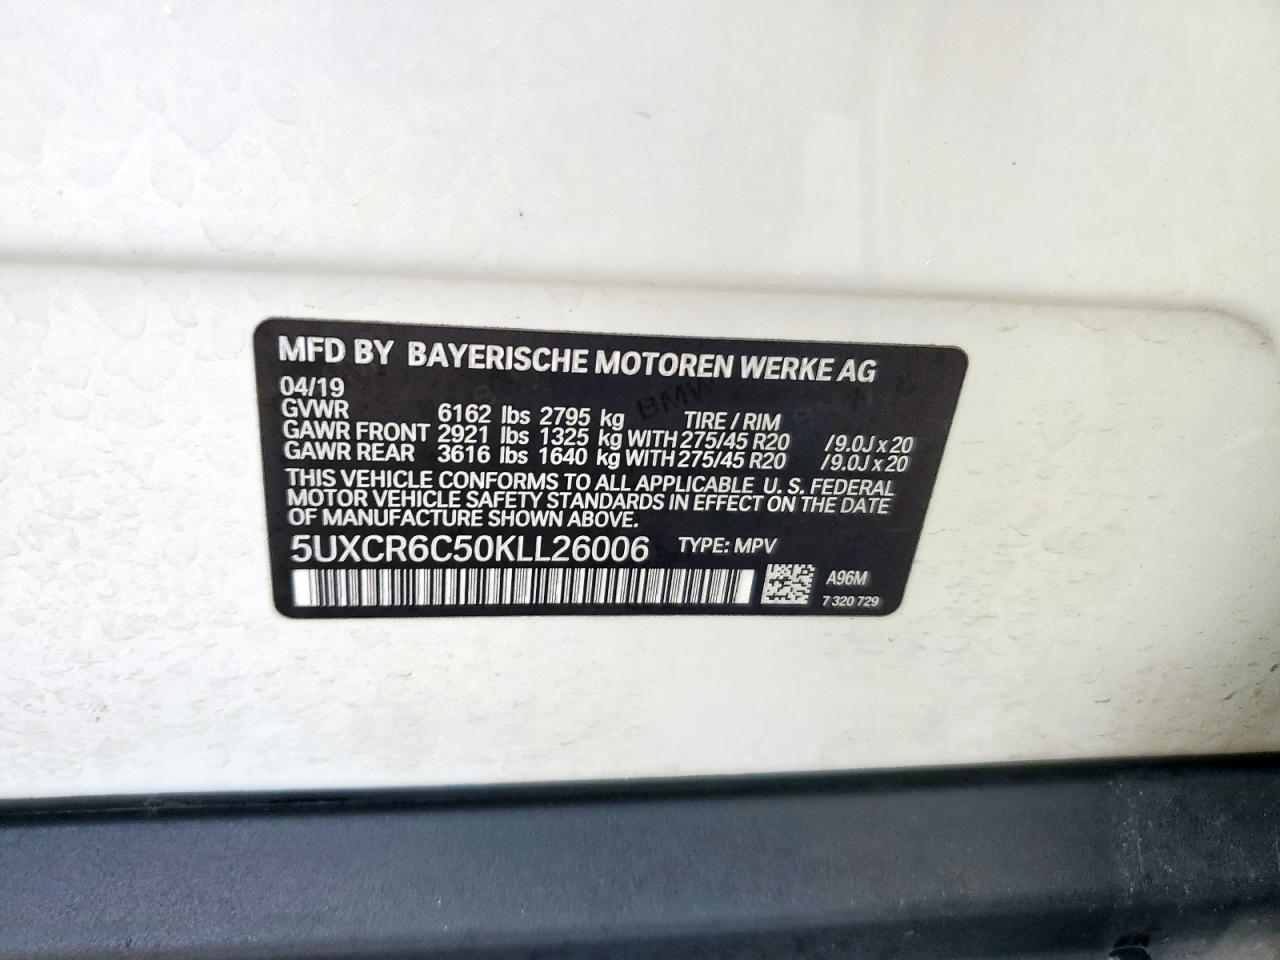 MFD BY BAYERISCHE MOTOREN WERKE AG
04/19
GVWR 6162 lbs 2795 kg TIRE / RIM
GAWR FRONT 2921 lbs 1325 kg WITH 275/45 R20 / 9.0J x 20
GAWR REAR 3616 lbs 1640 kg WITH 275/45 R20 / 9.0J x 20
THIS VEHICLE CONFORMS TO ALL APPLICABLE U. S. FEDERAL
MOTOR VEHICLE SAFETY STANDARDS IN EFFECT ON THE DATE
OF MANUFACTURE SHOWN ABOVE.
5UXCR6C50KLL26006 TYPE: MPV
A96M
7 320 729